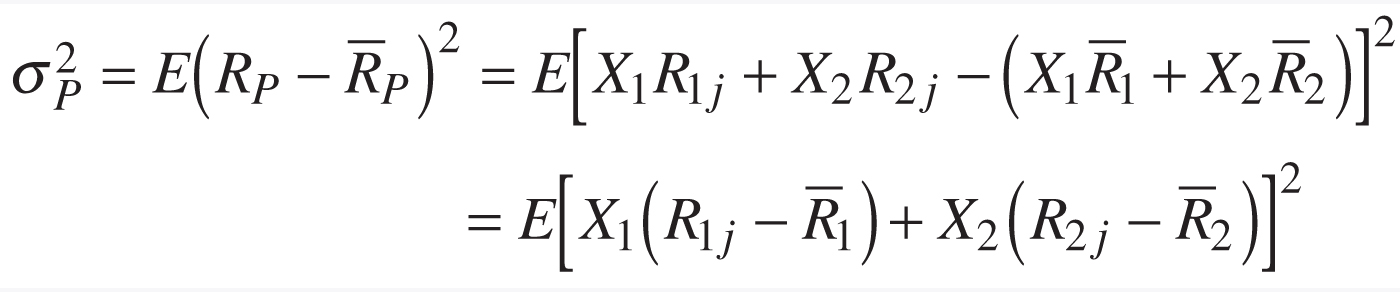 σ_P^2 = E(R_P − R̅_P)^2 = E[X_1R_{1j} + X_2R_{2j} − (X_1R̅_1 + X_2R̅_2)]^2
= E[X_1(R_{1j} − R̅_1) + X_2(R_{2j} − R̅_2)]^2